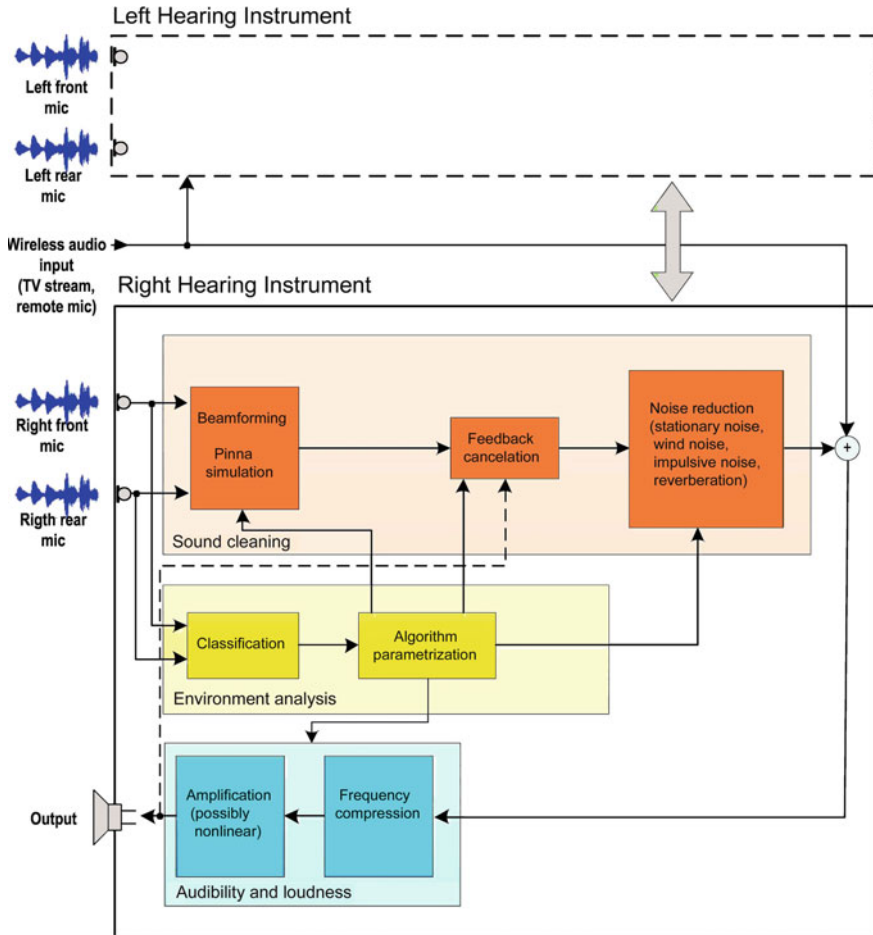 Left Hearing Instrument
Left front
mic
Left rear
mic
Wireless audio
input
(TV stream,
remote mic)
Right Hearing Instrument
Right front
mic
Rigth rear
mic
Beamforming
Pinna
simulation
Feedback
cancelation
Noise reduction
(stationary noise,
wind noise,
impulsive noise,
reverberation)
+
Sound cleaning
Classification
Algorithm
parametrization
Environment analysis
Output
Amplification
(possibly
nonlinear)
Frequency
compression
Audibility and loudness